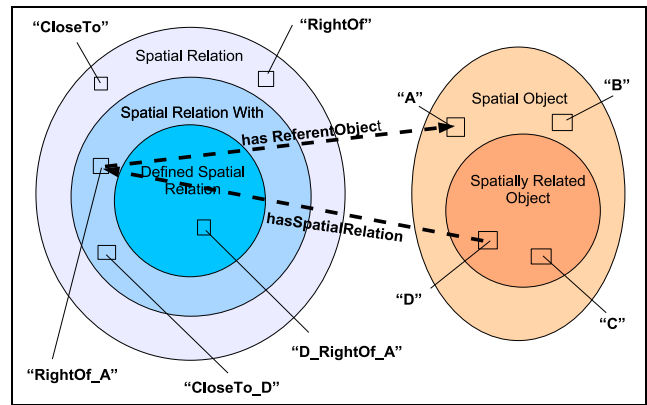 “CloseTo”
“RightOf”
Spatial Relation
“B”
“A”
Spatial Object
Spatial Relation With
has ReferentObject
Defined Spatial
Relation
Spatially Related
Object
hasSpatialRelation
“D”
“C”
“D_RightOf_A”
“RightOf_A”
“CloseTo_D”